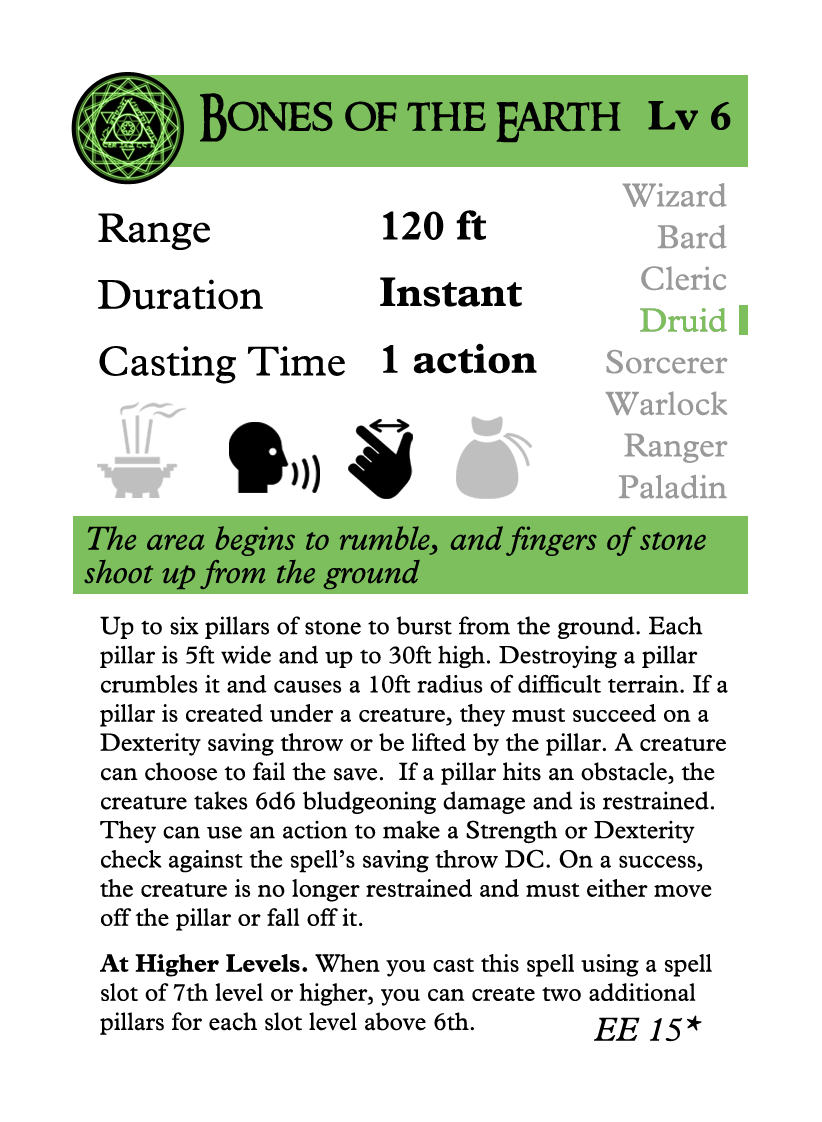 BONES OF THE EARTH Lv 6
Range 120 ft
Duration Instant
Casting Time 1 action
Wizard
Bard
Cleric
Druid
Sorcerer
Warlock
Ranger
Paladin
The area begins to rumble, and fingers of stone
shoot up from the ground
Up to six pillars of stone to burst from the ground. Each
pillar is 5ft wide and up to 30ft high. Destroying a pillar
crumbles it and causes a 10ft radius of difficult terrain. If a
pillar is created under a creature, they must succeed on a
Dexterity saving throw or be lifted by the pillar. A creature
can choose to fail the save.  If a pillar hits an obstacle, the
creature takes 6d6 bludgeoning damage and is restrained.
They can use an action to make a Strength or Dexterity
check against the spell’s saving throw DC. On a success,
the creature is no longer restrained and must either move
off the pillar or fall off it.
At Higher Levels. When you cast this spell using a spell
slot of 7th level or higher, you can create two additional
pillars for each slot level above 6th.
EE 15*